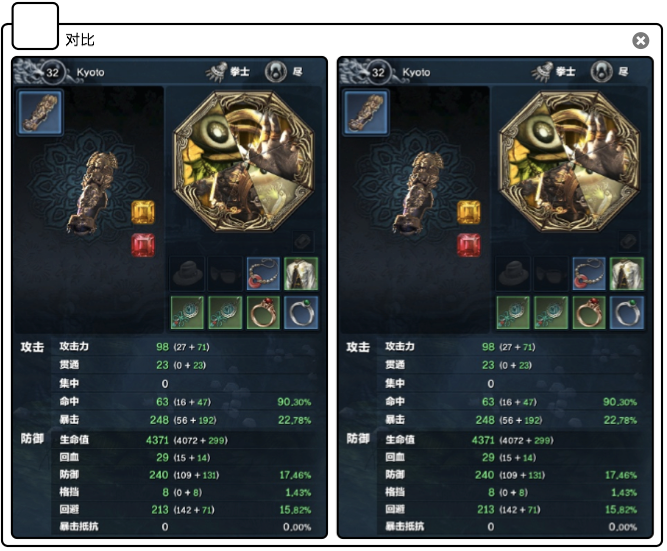 对比
32 Kyoto 拳士 尽
攻击 攻击力 98 (27 + 71)
贯通 23 (0 + 23)
集中 0
命中 63 (16 + 47) 90.30%
暴击 248 (56 + 192) 22.78%
防御 生命值 4371 (4072 + 299)
回血 29 (15 + 14)
防御 240 (109 + 131) 17.46%
格挡 8 (0 + 8) 1.43%
回避 213 (142 + 71) 15.82%
暴击抵抗 0 0.00%
32 Kyoto 拳士 尽
攻击 攻击力 98 (27 + 71)
贯通 23 (0 + 23)
集中 0
命中 63 (16 + 47) 90.30%
暴击 248 (56 + 192) 22.78%
防御 生命值 4371 (4072 + 299)
回血 29 (15 + 14)
防御 240 (109 + 131) 17.46%
格挡 8 (0 + 8) 1.43%
回避 213 (142 + 71) 15.82%
暴击抵抗 0 0.00%